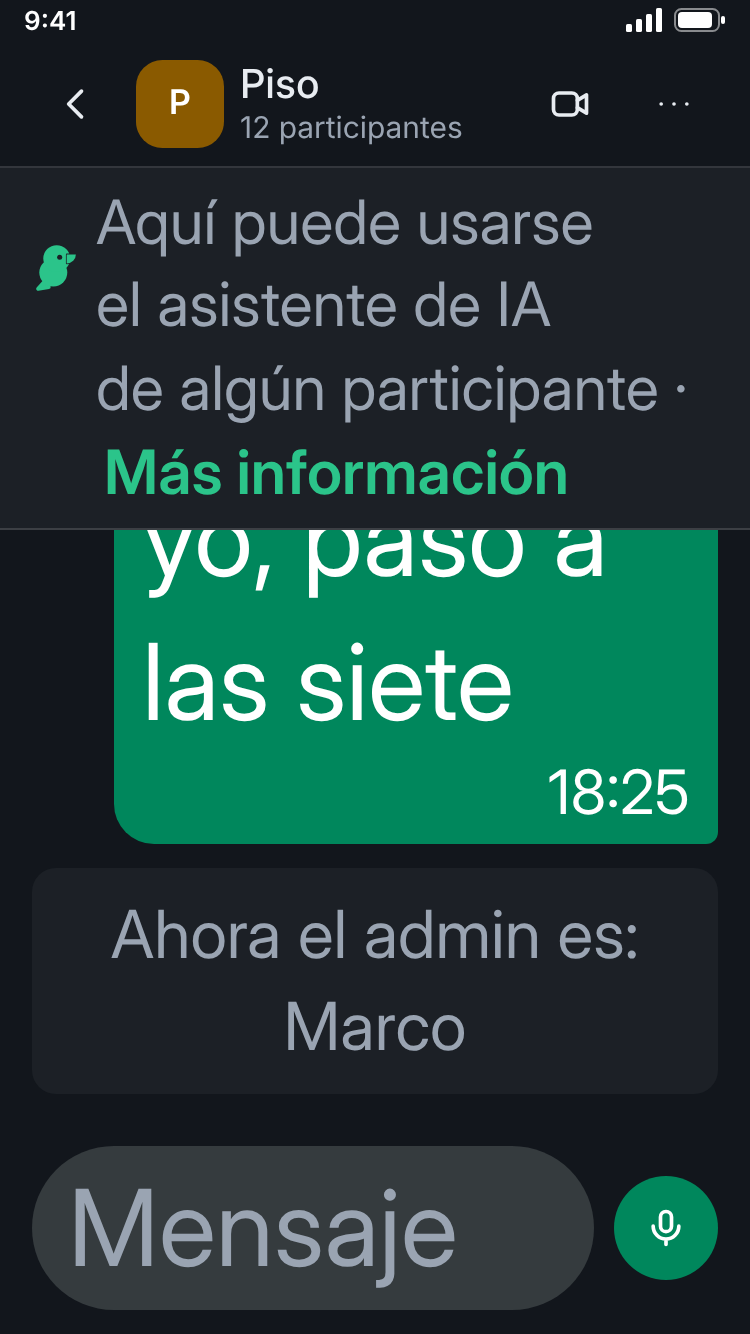 9:41
P
Piso
12 participantes
Aquí puede usarse
el asistente de IA
de algún participante ·
Más información
yo, paso a
las siete
18:25
Ahora el admin es:
Marco
Mensaje